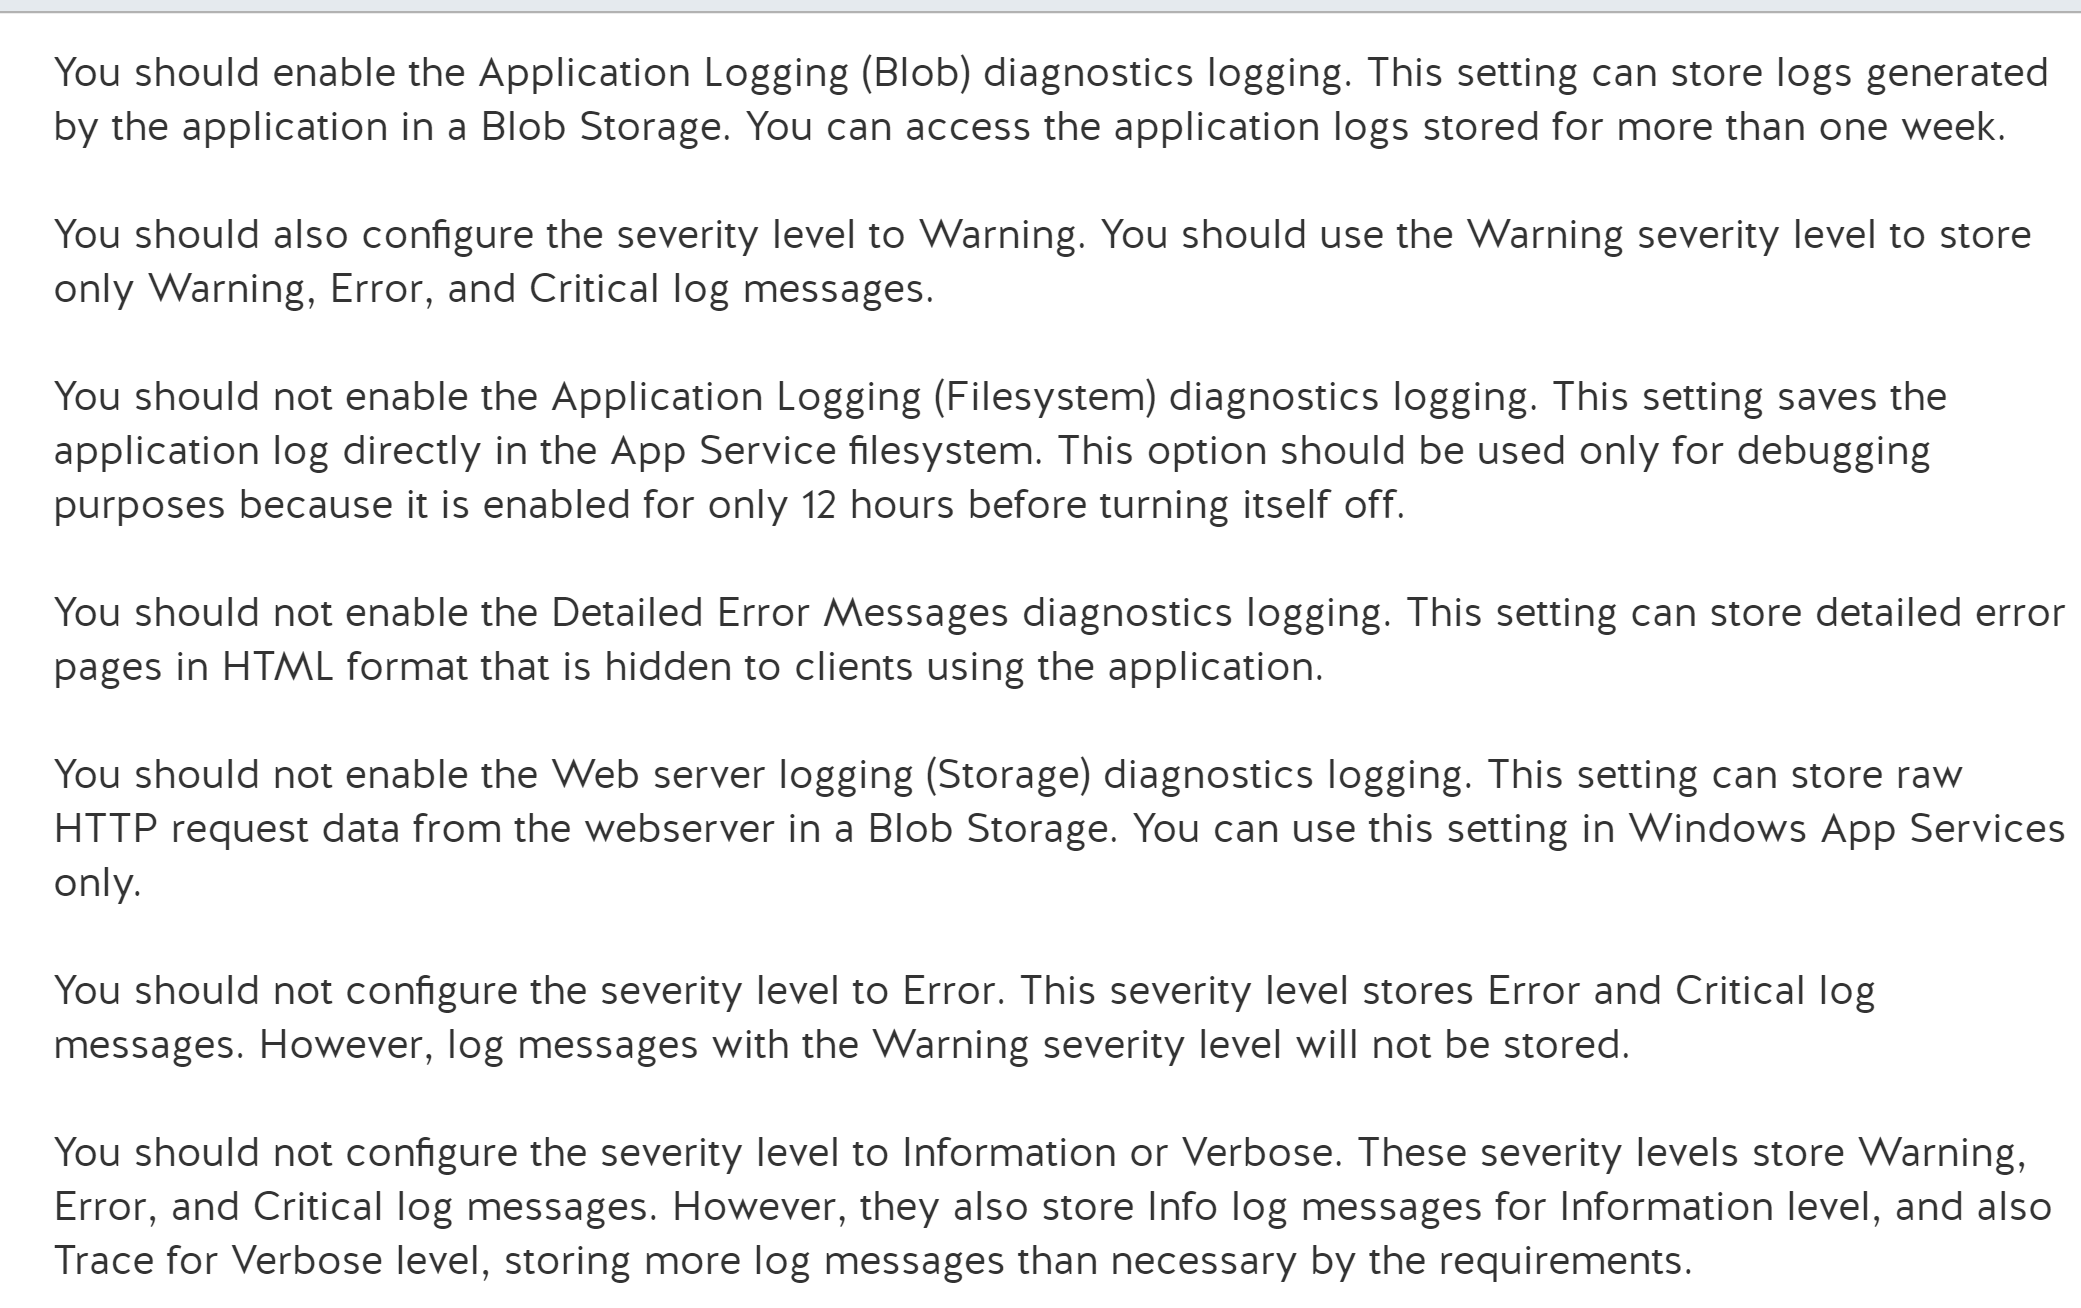 You should enable the Application Logging (Blob) diagnostics logging. This setting can store logs generated
by the application in a Blob Storage. You can access the application logs stored for more than one week.
You should also configure the severity level to Warning. You should use the Warning severity level to store
only Warning, Error, and Critical log messages.
You should not enable the Application Logging (Filesystem) diagnostics logging. This setting saves the
application log directly in the App Service filesystem. This option should be used only for debugging
purposes because it is enabled for only 12 hours before turning itself off.
You should not enable the Detailed Error Messages diagnostics logging. This setting can store detailed error
pages in HTML format that is hidden to clients using the application.
You should not enable the Web server logging (Storage) diagnostics logging. This setting can store raw
HTTP request data from the webserver in a Blob Storage. You can use this setting in Windows App Services
only.
You should not configure the severity level to Error. This severity level stores Error and Critical log
messages. However, log messages with the Warning severity level will not be stored.
You should not configure the severity level to Information or Verbose. These severity levels store Warning,
Error, and Critical log messages. However, they also store Info log messages for Information level, and also
Trace for Verbose level, storing more log messages than necessary by the requirements.